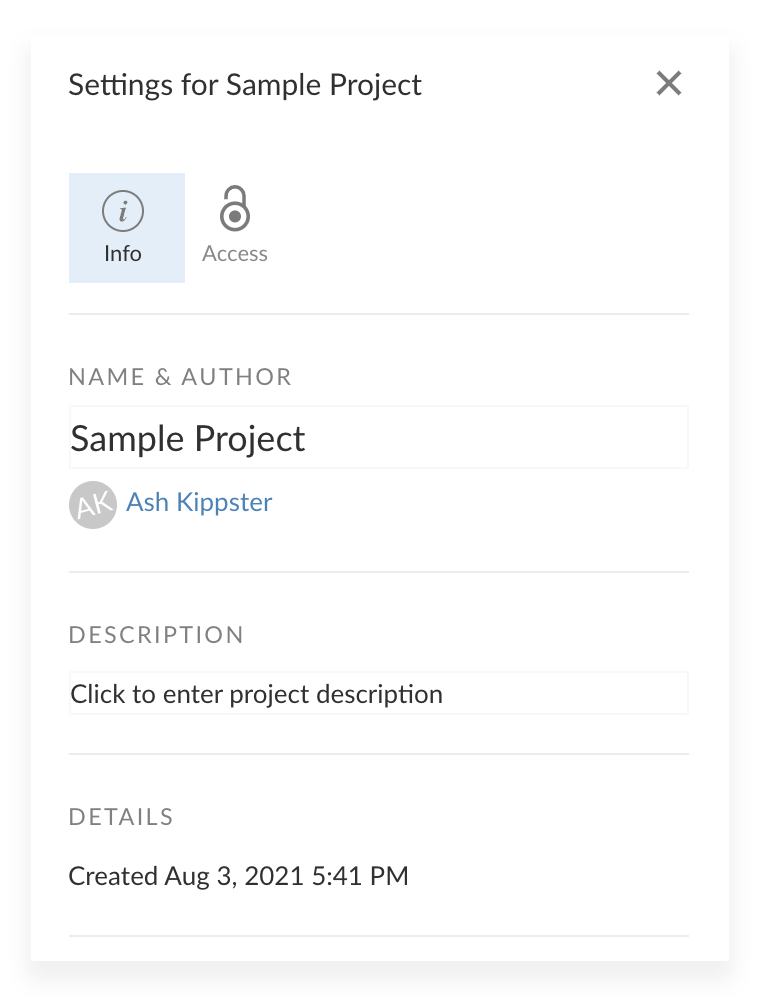 Settings for Sample Project
Info
Access
NAME & AUTHOR
Sample Project
AK
Ash Kippster
DESCRIPTION
Click to enter project description
DETAILS
Created Aug 3, 2021 5:41 PM